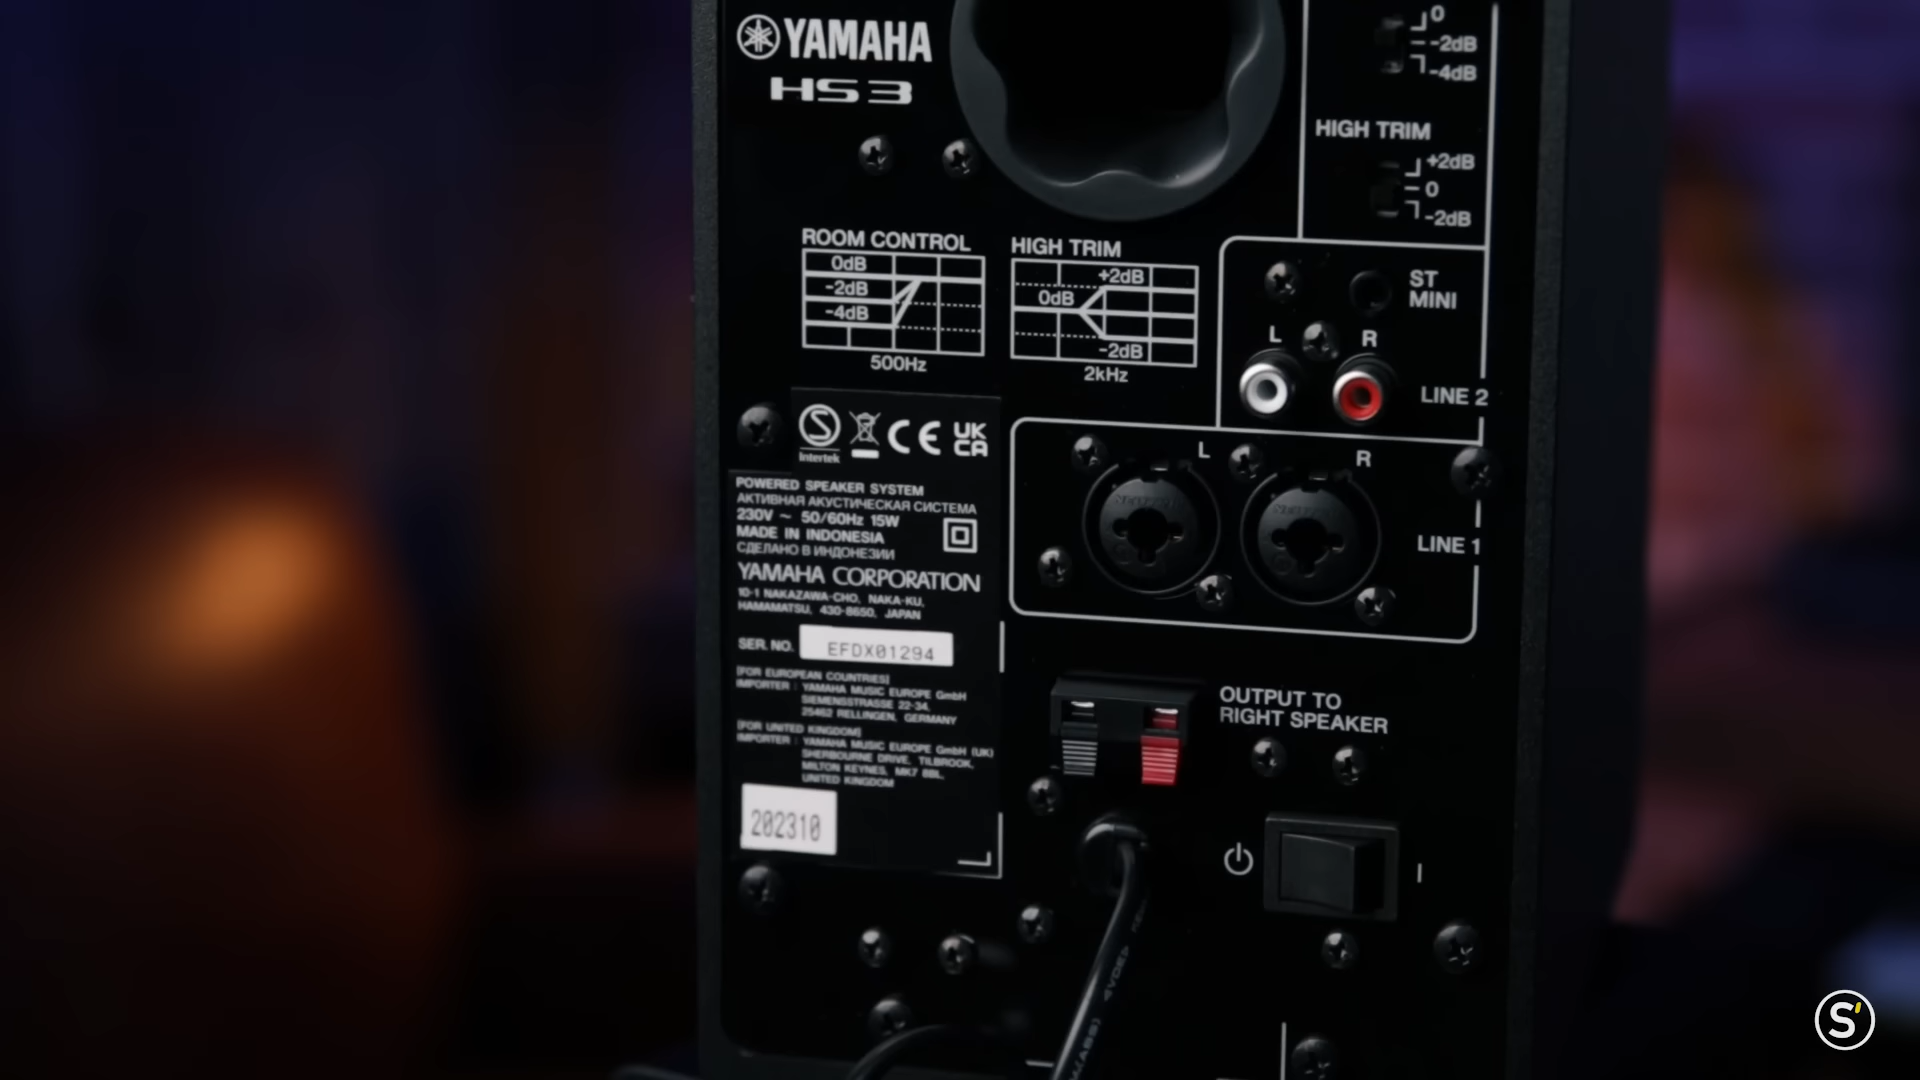 YAMAHA
HS3
0
-2dB
-4dB
HIGH TRIM
+2dB
0
-2dB
ROOM CONTROL
0dB
-2dB
-4dB
500Hz
HIGH TRIM
+2dB
0dB
-2dB
2kHz
ST
MINI
L R
LINE 2
L R
LINE 1
Intertek
CE
UK
CA
POWERED SPEAKER SYSTEM
АКТИВНАЯ АКУСТИЧЕСКАЯ СИСТЕМА
230V ~ 50/60Hz 15W
MADE IN INDONESIA
СДЕЛАНО В ИНДОНЕЗИИ
YAMAHA CORPORATION
10-1 NAKAZAWA-CHO, NAKA-KU,
HAMAMATSU, 430-8650, JAPAN
SER. NO. EFDX01294
[FOR EUROPEAN COUNTRIES]
IMPORTER : YAMAHA MUSIC EUROPE GmbH
SIEMENSSTRASSE 22-34,
25462 RELLINGEN, GERMANY
[FOR UNITED KINGDOM]
IMPORTER : YAMAHA MUSIC EUROPE GmbH (UK)
SHERBOURNE DRIVE, TILBROOK,
MILTON KEYNES, MK7 8BL,
UNITED KINGDOM
202310
OUTPUT TO
RIGHT SPEAKER
I
S'